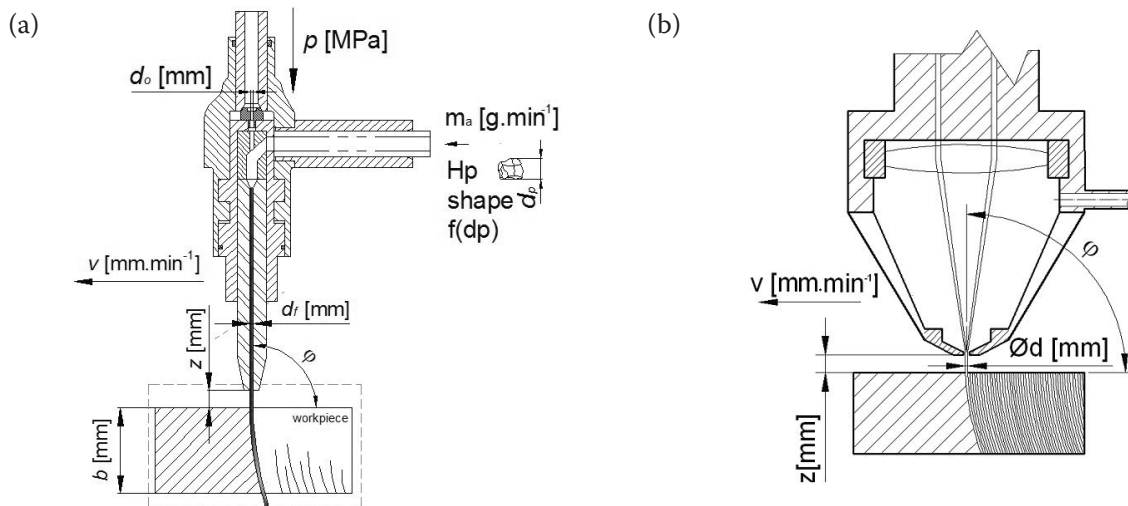 (a)
p [MPa]
dₒ [mm]
mₐ [g.min⁻¹]
Hp
shape
f(dp)
dₚ
v [mm.min⁻¹]
d_f [mm]
z [mm]
φ
workpiece
b [mm]
(b)
φ
v [mm.min⁻¹]
Ød [mm]
z[mm]